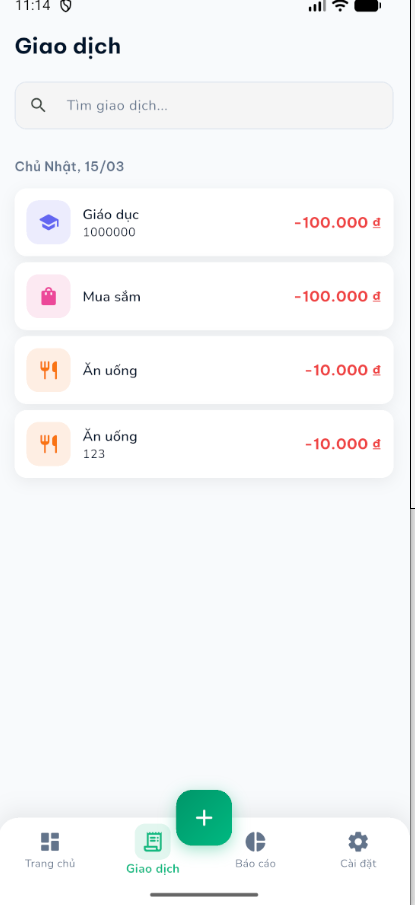 11:14
Giao dịch
Tìm giao dịch...
Chủ Nhật, 15/03
Giáo dục
1000000
-100.000 ₫
Mua sắm
-100.000 ₫
Ăn uống
-10.000 ₫
Ăn uống
123
-10.000 ₫
Trang chủ
Giao dịch
Báo cáo
Cài đặt